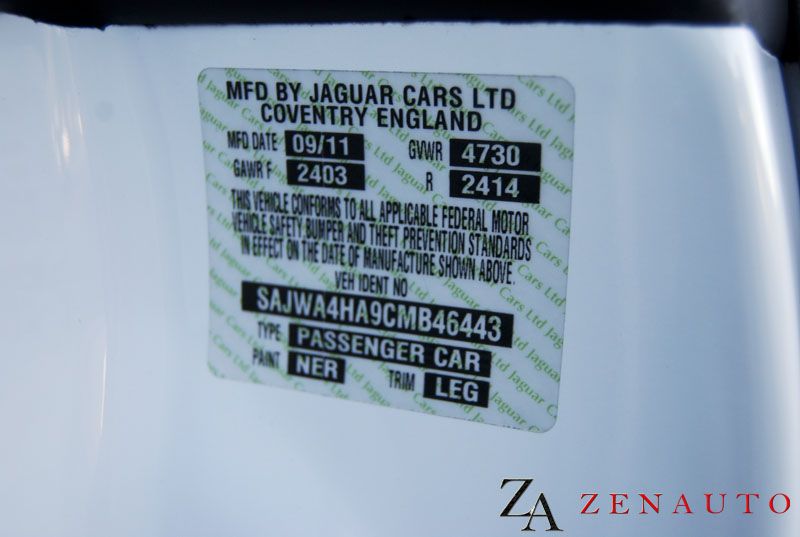 MFD BY JAGUAR CARS LTD
COVENTRY ENGLAND
MFD DATE 09/11 GVWR 4730
GAWR F 2403 R 2414
THIS VEHICLE CONFORMS TO ALL APPLICABLE FEDERAL MOTOR
VEHICLE SAFETY, BUMPER AND THEFT PREVENTION STANDARDS
IN EFFECT ON THE DATE OF MANUFACTURE SHOWN ABOVE.
VEH IDENT NO
SAJWA4HA9CMB46443
TYPE PASSENGER CAR
PAINT NER TRIM LEG
ZA ZENAUTO